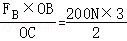 F_B×OB/OC = 200N×3/2